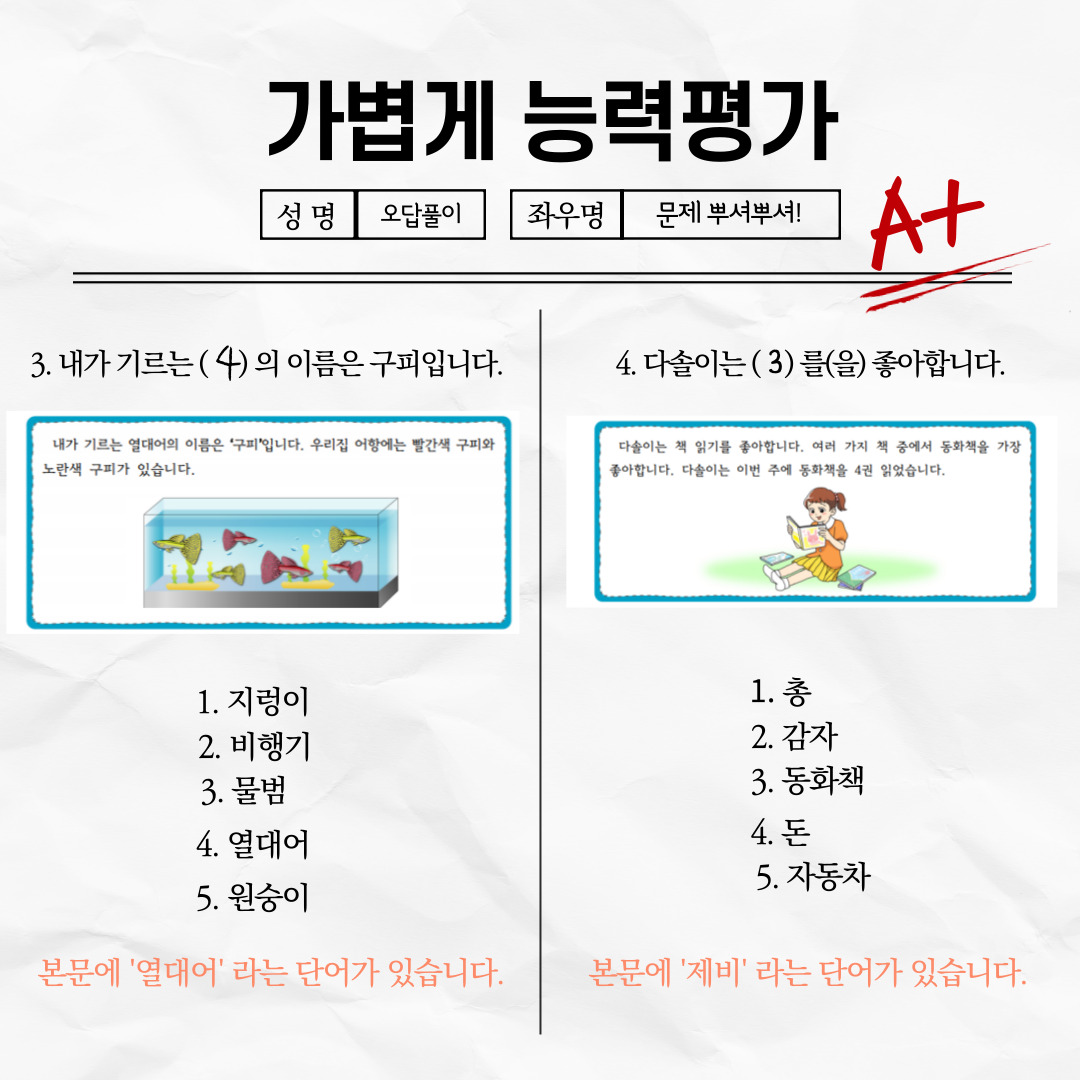 가볍게 능력평가
성 명 오답풀이 좌우명 문제 뿌셔뿌셔!
A+
3. 내가 기르는 ( 4 ) 의 이름은 구피입니다.
내가 기르는 열대어의 이름은 '구피'입니다. 우리집 어항에는 빨간색 구피와
노란색 구피가 있습니다.
1. 지렁이
2. 비행기
3. 물범
4. 열대어
5. 원숭이
본문에 '열대어' 라는 단어가 있습니다.
4. 다솔이는 ( 3 ) 를(을) 좋아합니다.
다솔이는 책 읽기를 좋아합니다. 여러 가지 책 중에서 동화책을 가장
좋아합니다. 다솔이는 이번 주에 동화책을 4권 읽었습니다.
1. 총
2. 감자
3. 동화책
4. 돈
5. 자동차
본문에 '제비' 라는 단어가 있습니다.